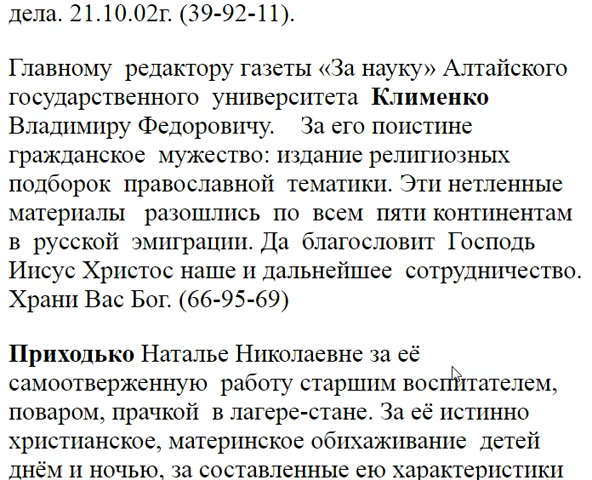 дела. 21.10.02г. (39-92-11).
Главному редактору газеты «За науку» Алтайского
государственного университета Клименко
Владимиру Федоровичу. За его поистине
гражданское мужество: издание религиозных
подборок православной тематики. Эти нетленные
материалы разошлись по всем пяти континентам
в русской эмиграции. Да благословит Господь
Иисус Христос наше и дальнейшее сотрудничество.
Храни Вас Бог. (66-95-69)
Приходько Наталье Николаевне за её
самоотверженную работу старшим воспитателем,
поваром, прачкой в лагере-стане. За её истинно
христианское, материнское обихаживание детей
днём и ночью, за составленные ею характеристики